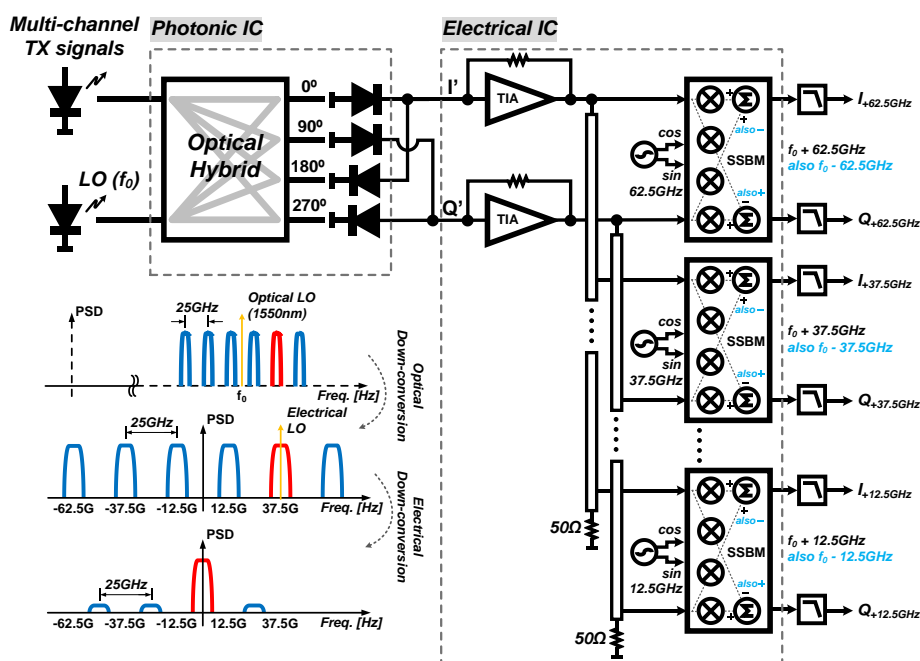 Multi-channel
TX signals
Photonic IC
Electrical IC
LO (f0)
Optical
Hybrid
0º
90º
180º
270º
I'
Q'
TIA
TIA
cos
sin
62.5GHz
+
Σ
+
also−
SSBM
also+
−
+
Σ
f0 + 62.5GHz
also f0 - 62.5GHz
I+62.5GHz
Q+62.5GHz
cos
sin
37.5GHz
+
Σ
+
also−
SSBM
also+
−
+
Σ
f0 + 37.5GHz
also f0 - 37.5GHz
I+37.5GHz
Q+37.5GHz
cos
sin
12.5GHz
+
Σ
+
also−
SSBM
also+
−
+
Σ
f0 + 12.5GHz
also f0 - 12.5GHz
I+12.5GHz
Q+12.5GHz
50Ω
50Ω
PSD
25GHz
Optical LO
(1550nm)
f0
Freq. [Hz]
Optical
Down-conversion
PSD
25GHz
Electrical
LO
-62.5G -37.5G -12.5G 12.5G 37.5G Freq. [Hz]
Electrical
Down-conversion
PSD
25GHz
-62.5G -37.5G -12.5G 12.5G 37.5G Freq. [Hz]